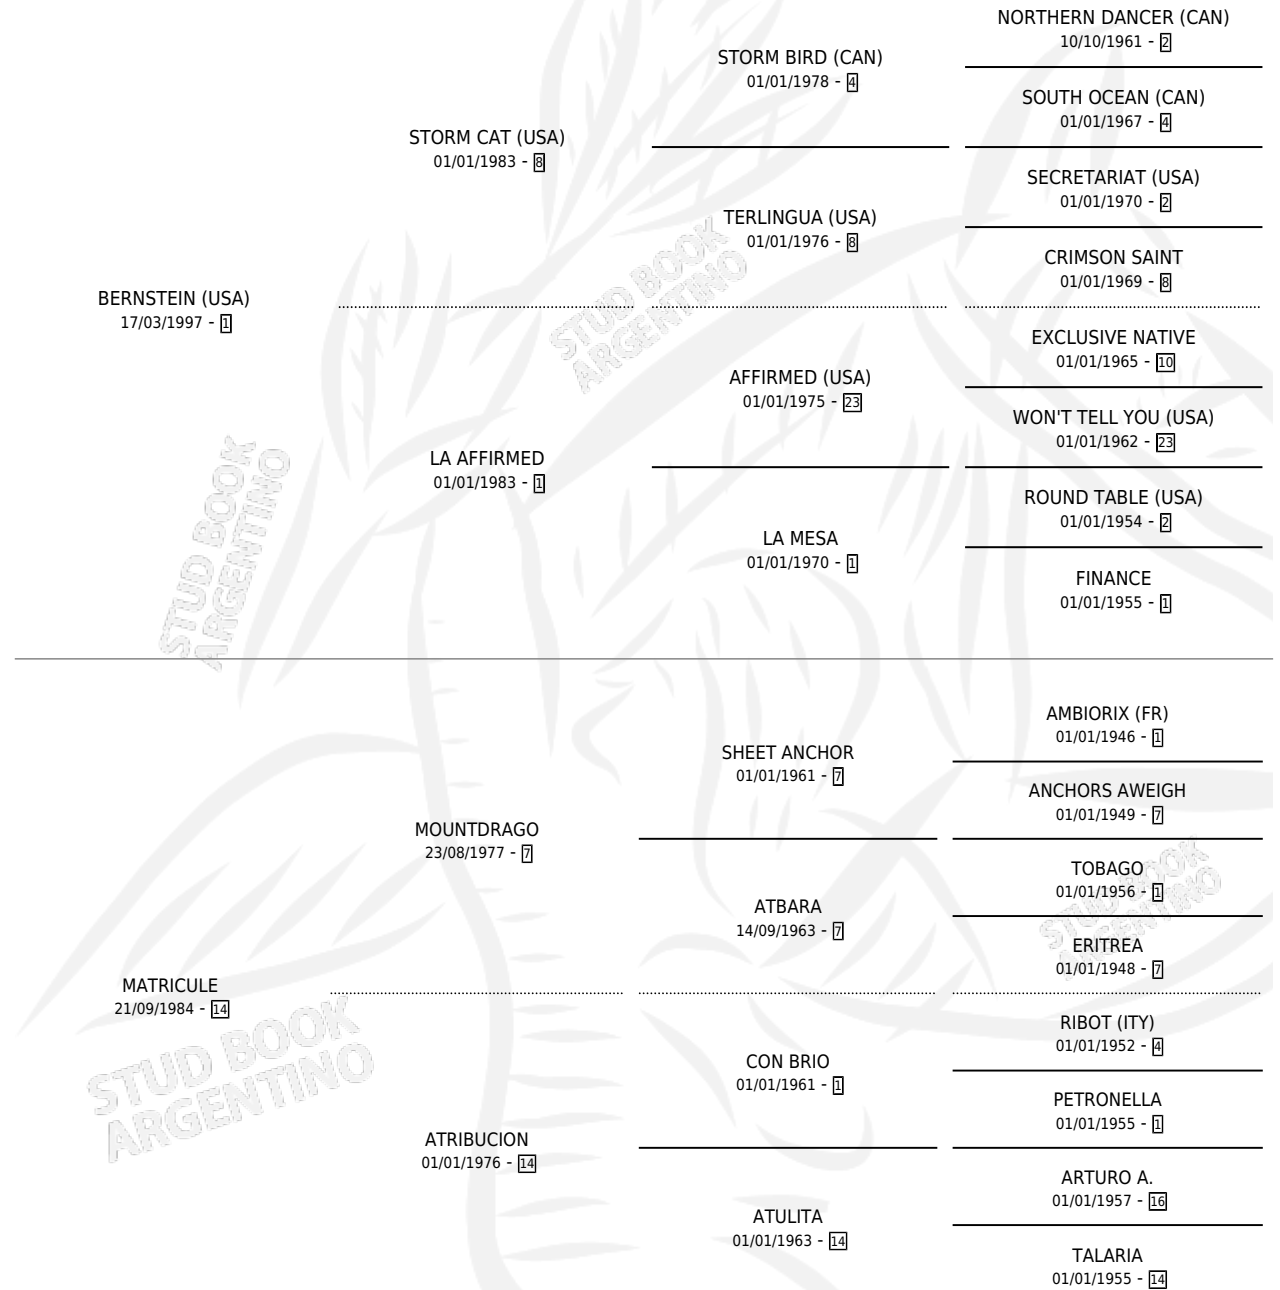 NORTHERN DANCER (CAN)
10/10/1961 - 2
STORM BIRD (CAN)
01/01/1978 - 4
SOUTH OCEAN (CAN)
01/01/1967 - 4
STORM CAT (USA)
01/01/1983 - 8
SECRETARIAT (USA)
01/01/1970 - 2
TERLINGUA (USA)
01/01/1976 - 8
CRIMSON SAINT
01/01/1969 - 8
BERNSTEIN (USA)
17/03/1997 - 1
EXCLUSIVE NATIVE
01/01/1965 - 10
AFFIRMED (USA)
01/01/1975 - 23
WON'T TELL YOU (USA)
01/01/1962 - 23
LA AFFIRMED
01/01/1983 - 1
ROUND TABLE (USA)
01/01/1954 - 2
LA MESA
01/01/1970 - 1
FINANCE
01/01/1955 - 1
AMBIORIX (FR)
01/01/1946 - 1
SHEET ANCHOR
01/01/1961 - 7
ANCHORS AWEIGH
01/01/1949 - 7
MOUNTDRAGO
23/08/1977 - 7
TOBAGO
01/01/1956 - 1
ATBARA
14/09/1963 - 7
ERITREA
01/01/1948 - 7
MATRICULE
21/09/1984 - 14
RIBOT (ITY)
01/01/1952 - 4
CON BRIO
01/01/1961 - 1
PETRONELLA
01/01/1955 - 1
ATRIBUCION
01/01/1976 - 14
ARTURO A.
01/01/1957 - 16
ATULITA
01/01/1963 - 14
TALARIA
01/01/1955 - 14
STUD BOOK
ARGENTINO
STUD BOOK
ARGENTINO
STUD BOOK
ARGENTINO
STUD BOOK
ARGENTINO